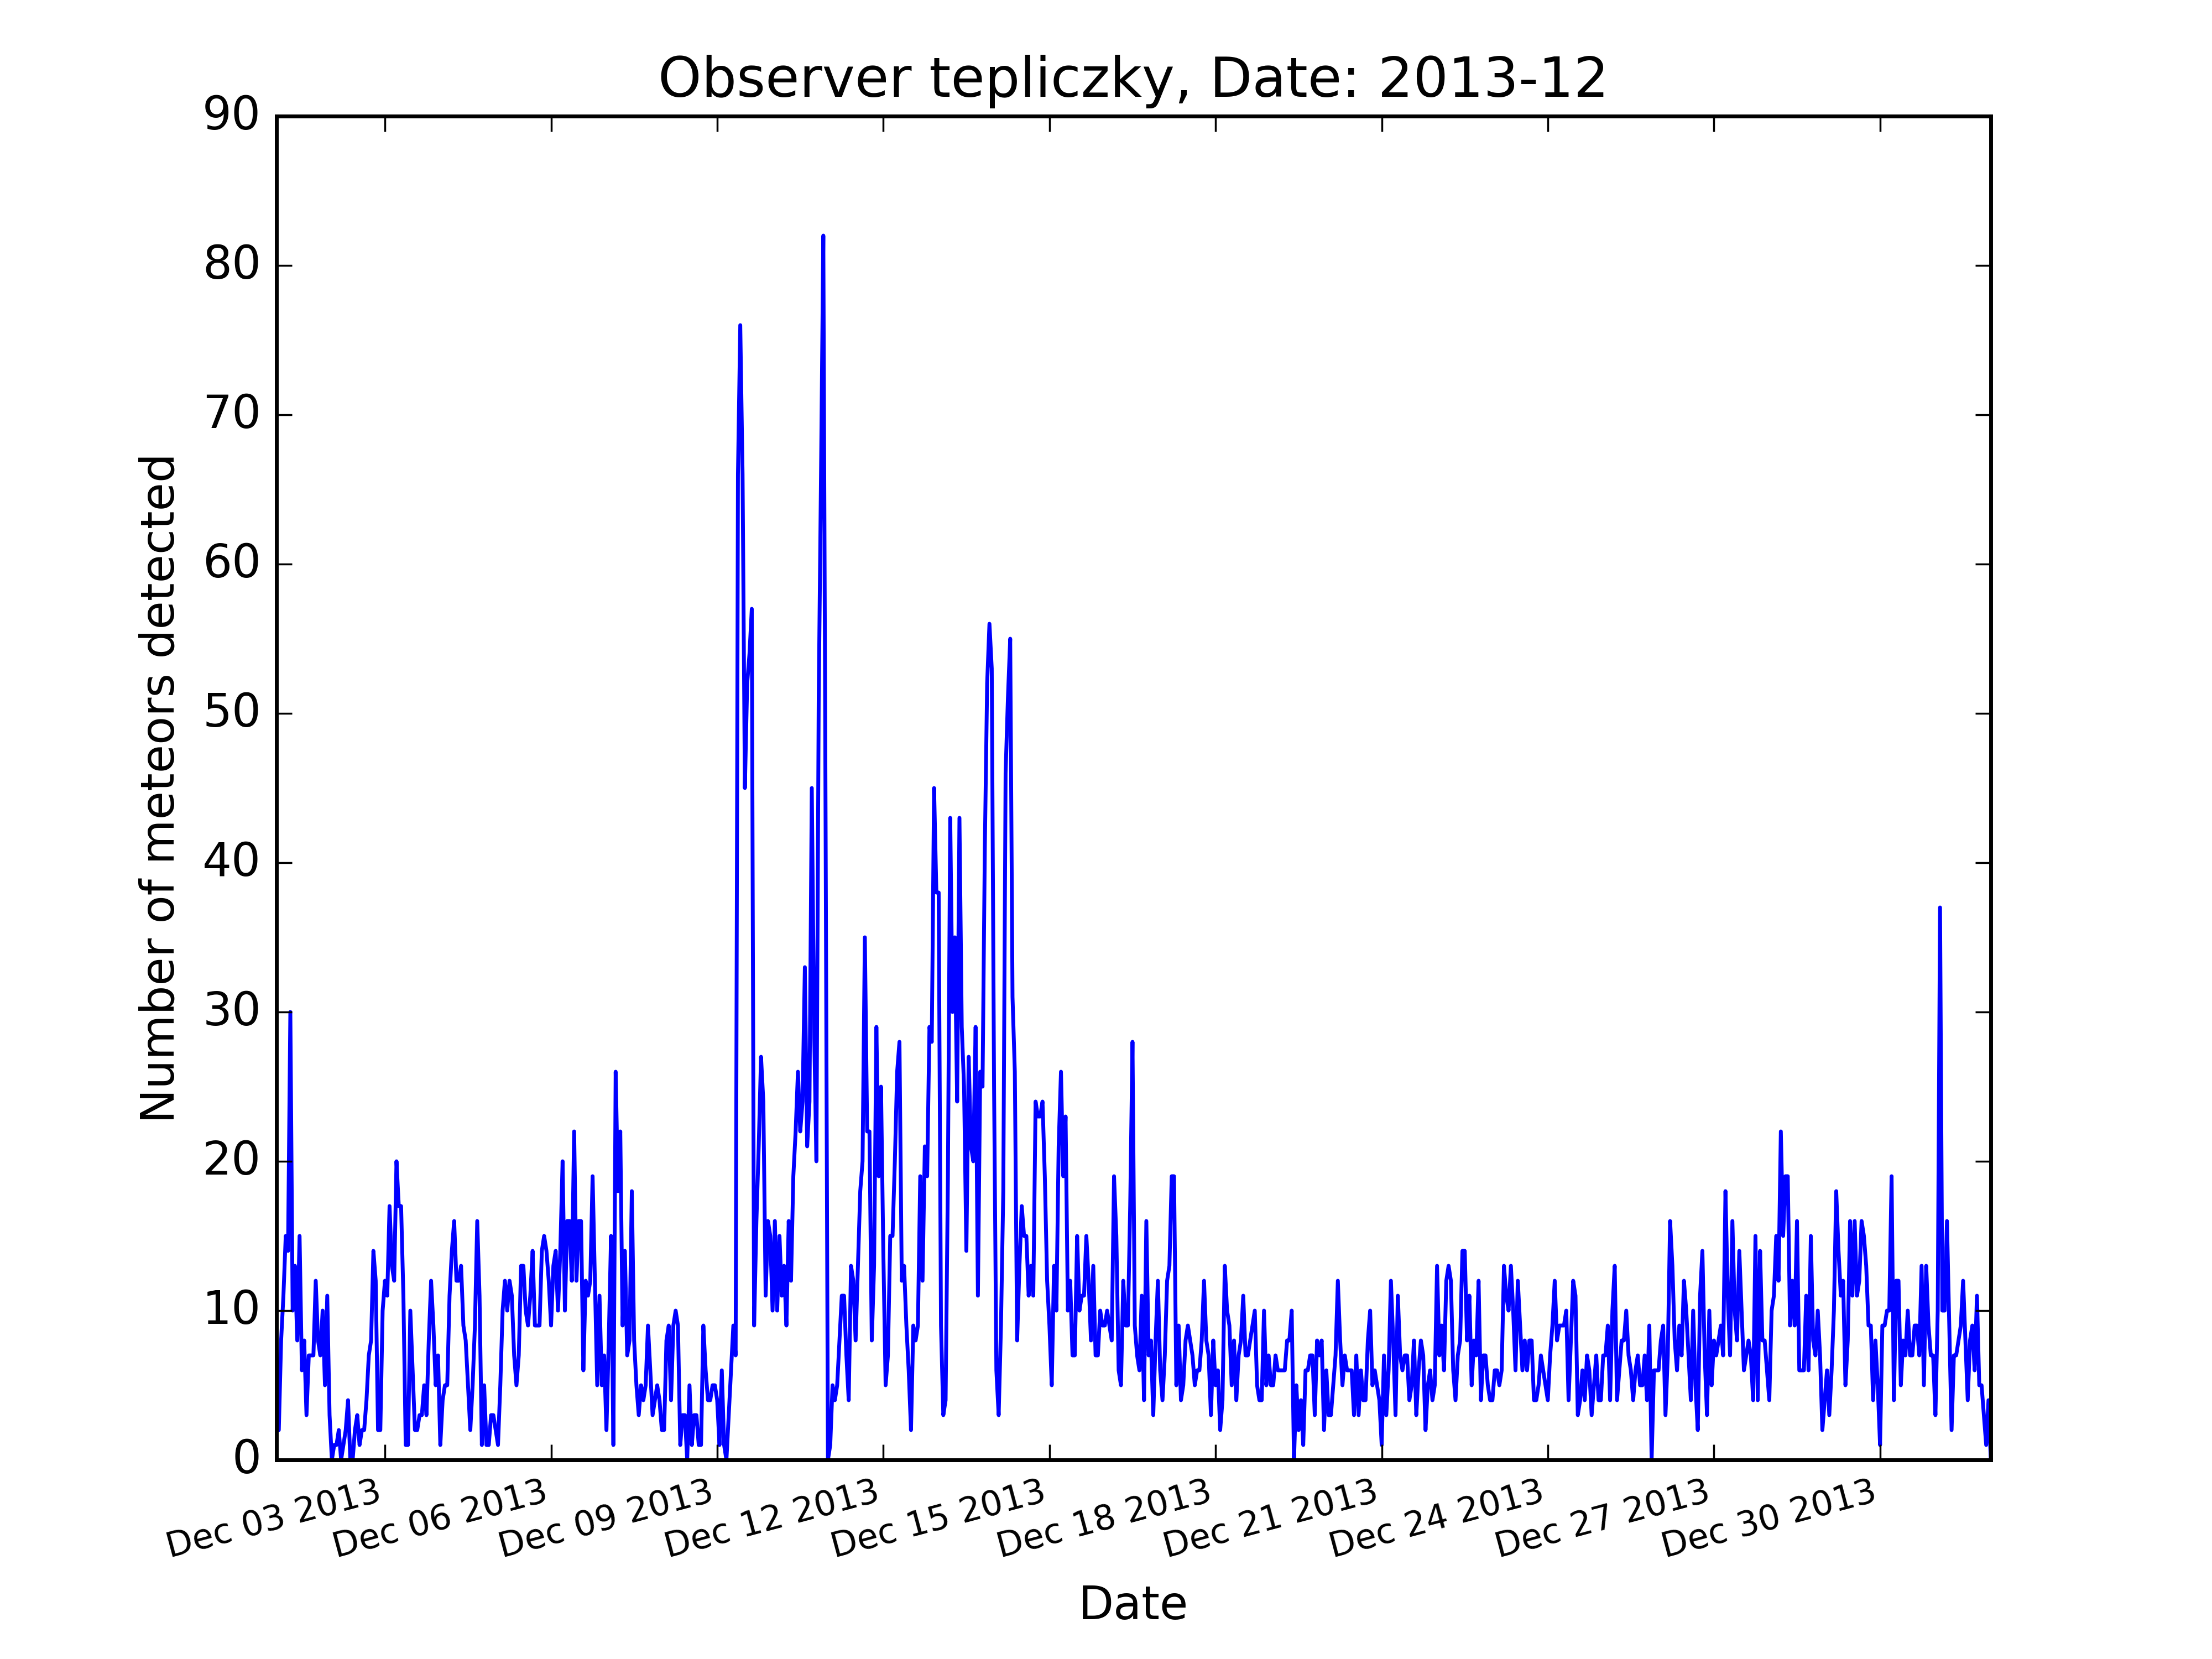 Observer tepliczky, Date: 2013-12
90
80
70
60
50
40
30
20
10
0
Number of meteors detected
Dec 03 2013
Dec 06 2013
Dec 09 2013
Dec 12 2013
Dec 15 2013
Dec 18 2013
Dec 21 2013
Dec 24 2013
Dec 27 2013
Dec 30 2013
Date